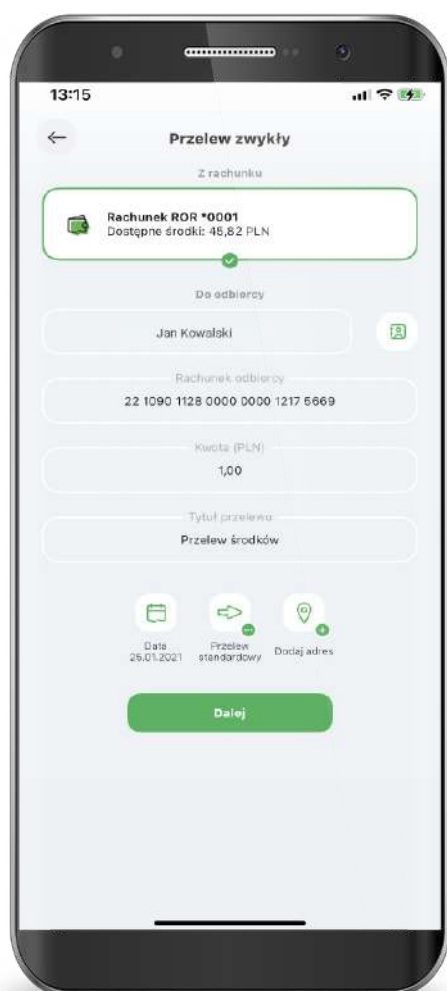 13:15
Przelew zwykły
Z rachunku
Rachunek ROR *0001
Dostępne środki: 45,82 PLN
Do odbiorcy
Jan Kowalski
Rachunek odbiorcy
22 1090 1128 0000 0000 1217 5669
Kwota (PLN)
1,00
Tytuł przelewu
Przelew środków
Data
25.01.2021
Przelew
standardowy
Dodaj adres
Dalej